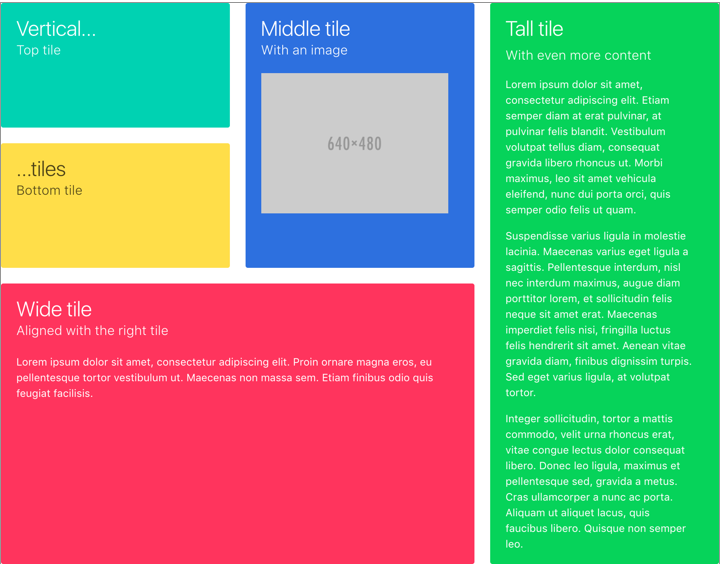 Vertical...
Top tile
...tiles
Bottom tile
Middle tile
With an image
640×480
Wide tile
Aligned with the right tile
Lorem ipsum dolor sit amet, consectetur adipiscing elit. Proin ornare magna eros, eu
pellentesque tortor vestibulum ut. Maecenas non massa sem. Etiam finibus odio quis
feugiat facilisis.
Tall tile
With even more content
Lorem ipsum dolor sit amet,
consectetur adipiscing elit. Etiam
semper diam at erat pulvinar, at
pulvinar felis blandit. Vestibulum
volutpat tellus diam, consequat
gravida libero rhoncus ut. Morbi
maximus, leo sit amet vehicula
eleifend, nunc dui porta orci, quis
semper odio felis ut quam.
Suspendisse varius ligula in molestie
lacinia. Maecenas varius eget ligula a
sagittis. Pellentesque interdum, nisl
nec interdum maximus, augue diam
porttitor lorem, et sollicitudin felis
neque sit amet erat. Maecenas
imperdiet felis nisi, fringilla luctus
felis hendrerit sit amet. Aenean vitae
gravida diam, finibus dignissim turpis.
Sed eget varius ligula, at volutpat
tortor.
Integer sollicitudin, tortor a mattis
commodo, velit urna rhoncus erat,
vitae congue lectus dolor consequat
libero. Donec leo ligula, maximus et
pellentesque sed, gravida a metus.
Cras ullamcorper a nunc ac porta.
Aliquam ut aliquet lacus, quis
faucibus libero. Quisque non semper
leo.